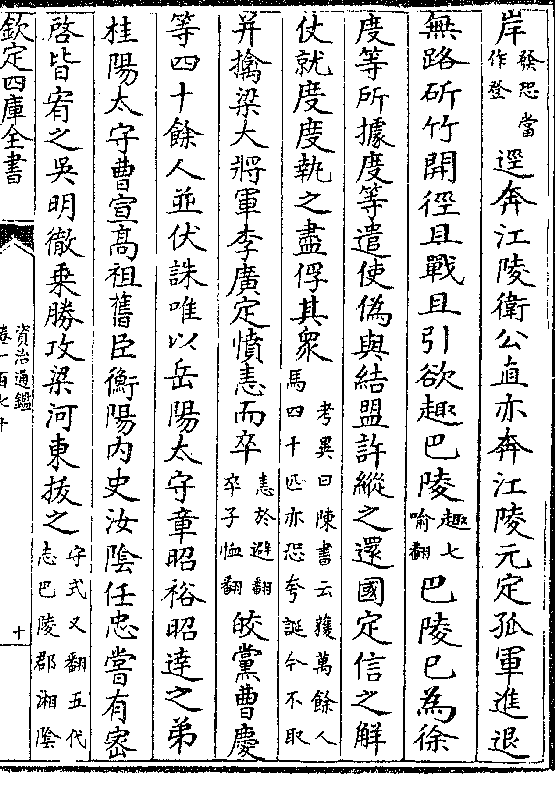 岸發恐當作登逕奔江陵衛公直亦奔江陵元定孤軍進退
無路斫竹開徑且戰且引欲趣巴陵趣七喻翻巴陵已為徐
度等所據度等遣使偽與結盟許縱之還國定信之解
仗就度度執之盡俘其衆考異曰陳書云獲萬餘人馬四十匹亦恐夸誕今不取
并擒梁大將軍李廣定憤恚而卒恚於避翻卒子恤翻皎黨曹慶
等四十餘人並伏誅唯以岳陽太守章昭裕昭達之弟
桂陽太守曹宣髙祖舊臣衡陽内史汝陰任忠嘗有密
啓皆宥之吳明徹乗勝攻梁河東拔之守式又翻五代志巴陵郡湘隂
欽定四庫全書
資治通鑑
卷一百七十
十